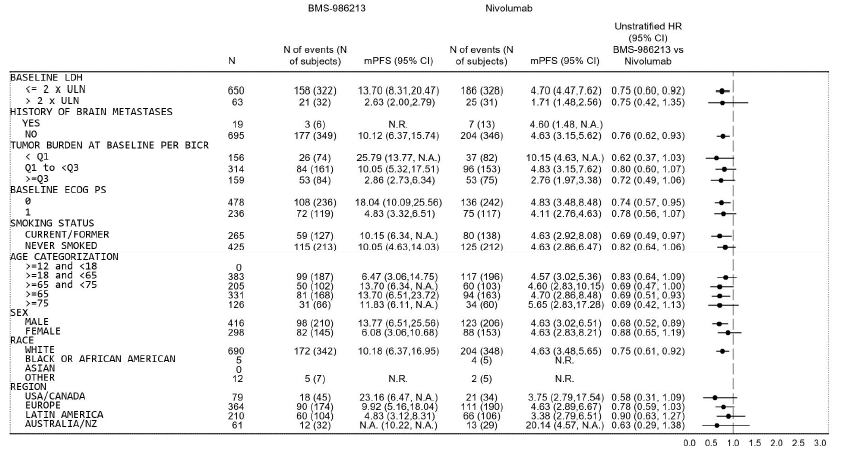 BMS-986213 Nivolumab
Unstratified HR
(95% CI)
N of events (N N of events (N BMS-986213 vs
N of subjects) mPFS (95% CI) of subjects) mPFS (95% CI) Nivolumab
BASELINE LDH
<= 2 x ULN 650 158 (322) 13.70 (8.31,20.47) 186 (328) 4.70 (4.47,7.62) 0.75 (0.60, 0.92)
> 2 x ULN 63 21 (32) 2.63 (2.00,2.79) 25 (31) 1.71 (1.48,2.56) 0.75 (0.42, 1.35)
HISTORY OF BRAIN METASTASES
YES 19 3 (6) N.R. 7 (13) 4.60 (1.48, N.A.)
NO 695 177 (349) 10.12 (6.37,15.74) 204 (346) 4.63 (3.15,5.62) 0.76 (0.62, 0.93)
TUMOR BURDEN AT BASELINE PER BICR
< Q1 156 26 (74) 25.79 (13.77, N.A.) 37 (82) 10.15 (4.63, N.A.) 0.62 (0.37, 1.03)
Q1 to <Q3 314 84 (161) 10.05 (5.32,17.51) 96 (153) 4.83 (3.15,7.62) 0.80 (0.60, 1.07)
>=Q3 159 53 (84) 2.86 (2.73,6.34) 53 (75) 2.76 (1.97,3.38) 0.72 (0.49, 1.06)
BASELINE ECOG PS
0 478 108 (236) 18.04 (10.09,25.56) 136 (242) 4.83 (3.48,8.48) 0.74 (0.57, 0.95)
1 236 72 (119) 4.83 (3.32,6.51) 75 (117) 4.11 (2.76,4.63) 0.78 (0.56, 1.07)
SMOKING STATUS
CURRENT/FORMER 265 59 (127) 10.15 (6.34, N.A.) 80 (138) 4.63 (2.92,8.08) 0.69 (0.49, 0.97)
NEVER SMOKED 425 115 (213) 10.05 (4.63,14.03) 125 (212) 4.63 (2.86,6.47) 0.82 (0.64, 1.06)
AGE CATEGORIZATION
>=12 and <18 0
>=18 and <65 383 99 (187) 6.47 (3.06,14.75) 117 (196) 4.57 (3.02,5.36) 0.83 (0.64, 1.09)
>=65 and <75 205 50 (102) 13.70 (6.34, N.A.) 60 (103) 4.60 (2.83,10.15) 0.69 (0.47, 1.00)
>=65 331 81 (168) 13.70 (6.51,23.72) 94 (163) 4.70 (2.86,8.48) 0.69 (0.51, 0.93)
>=75 126 31 (66) 11.83 (6.11, N.A.) 34 (60) 5.65 (2.83,17.28) 0.69 (0.42, 1.13)
SEX
MALE 416 98 (210) 13.77 (6.51,25.56) 123 (206) 4.63 (3.02,6.51) 0.68 (0.52, 0.89)
FEMALE 298 82 (145) 6.08 (3.06,10.68) 88 (153) 4.63 (2.83,8.21) 0.88 (0.65, 1.19)
RACE
WHITE 690 172 (342) 10.18 (6.37,16.95) 204 (348) 4.63 (3.48,5.65) 0.75 (0.61, 0.92)
BLACK OR AFRICAN AMERICAN 5 4 (5) N.R.
ASIAN 0
OTHER 12 5 (7) N.R. 2 (5) N.R.
REGION
USA/CANADA 79 18 (45) 23.16 (6.47, N.A.) 21 (34) 3.75 (2.79,17.54) 0.58 (0.31, 1.09)
EUROPE 364 90 (174) 9.92 (5.16,18.04) 111 (190) 4.63 (2.89,6.67) 0.78 (0.59, 1.03)
LATIN AMERICA 210 60 (104) 4.83 (3.12,8.31) 66 (106) 3.38 (2.79,6.51) 0.90 (0.63, 1.27)
AUSTRALIA/NZ 61 12 (32) N.A. (10.22, N.A.) 13 (29) 20.14 (4.57, N.A.) 0.63 (0.29, 1.38)
0.0 0.5 1.0 1.5 2.0 2.5 3.0